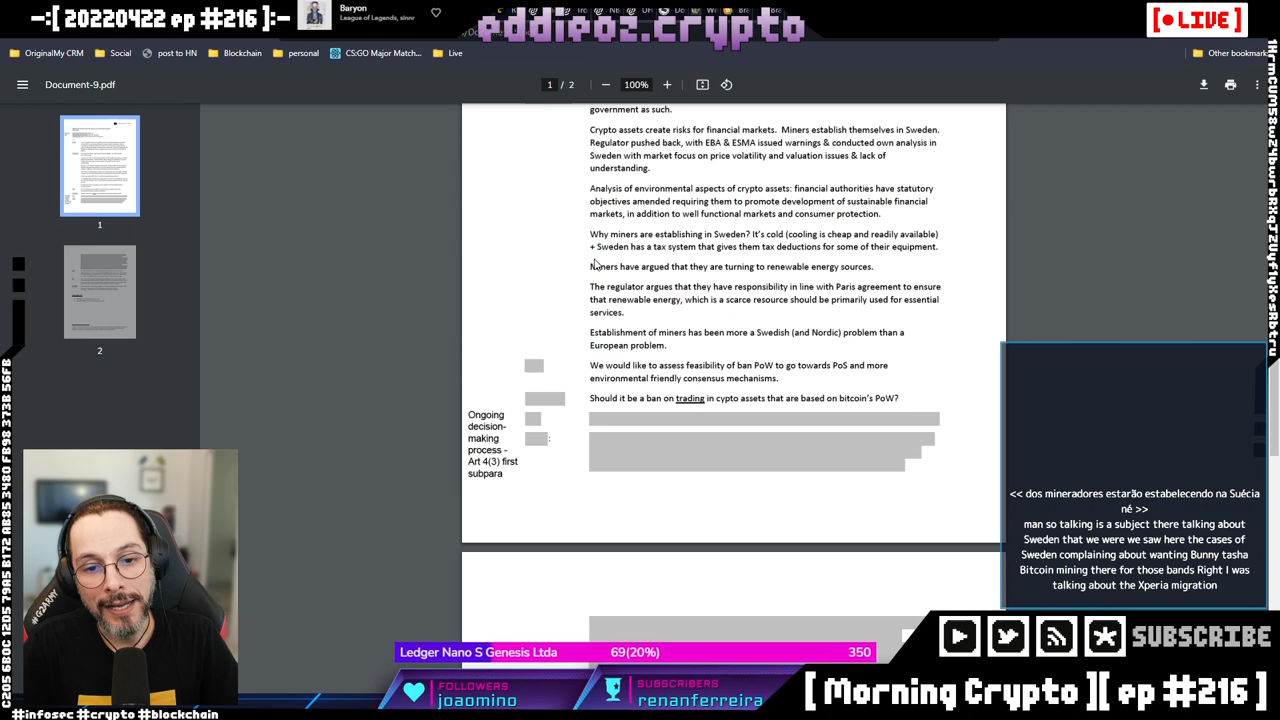 -:[ 20220422 ep #216 ]:-
Baryon
League of Legends, slnnr
eddieoz.crypto
[ LIVE ]
OriginalMy CRM
Social
post to HN
Blockchain
pessoal
CS:GO Major Match...
Live
Other bookmark
Document-9.pdf
1 / 2
100%
government as such.
Crypto assets create risks for financial markets.  Miners establish themselves in Sweden.
Regulator pushed back, with EBA & ESMA issued warnings & conducted own analysis in
Sweden with market focus on price volatility and valuation issues & lack of
understanding.
Analysis of environmental aspects of crypto assets: financial authorities have statutory
objectives amended requiring them to promote development of sustainable financial
markets, in addition to well functional markets and consumer protection.
Why miners are establishing in Sweden? It's cold (cooling is cheap and readily available)
+ Sweden has a tax system that gives them tax deductions for some of their equipment.
Miners have argued that they are turning to renewable energy sources.
The regulator argues that they have responsibility in line with Paris agreement to ensure
that renewable energy, which is a scarce resource should be primarily used for essential
services.
Establishment of miners has been more a Swedish (and Nordic) problem than a
European problem.
We would like to assess feasibility of ban PoW to go towards PoS and more
environmental friendly consensus mechanisms.
Should it be a ban on trading in cypto assets that are based on bitcoin's PoW?
Ongoing
decision-
making
process -
Art 4(3) first
subpara
:
1
2
<< dos mineradores estarão estabelecendo na Suécia
né >>
man so talking is a subject there talking about
Sweden that we were we saw here the cases of
Sweden complaining about wanting Bunny tasha
Bitcoin mining there for those bands Right I was
talking about the Xperia migration
Ledger Nano S Genesis Ltda
69(20%)
350
SUBSCRIBE
FOLLOWERS
joaomino
SUBSCRIBERS
renanferreira
[ Morning Crypto ] ep #216 ]
#crypto #blockchain